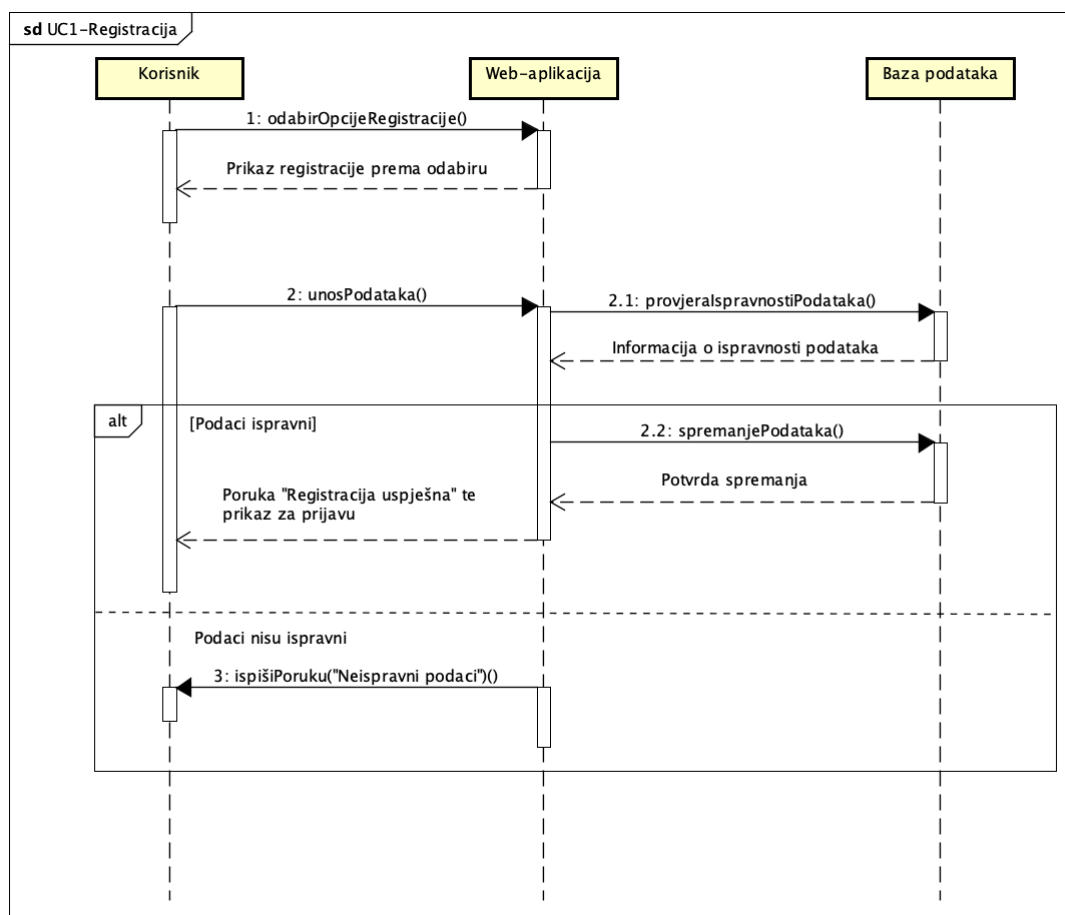 sd UC1-Registracija
Korisnik
Web-aplikacija
Baza podataka
1: odabirOpcijeRegistracije()
Prikaz registracije prema odabiru
2: unosPodataka()
2.1: provjeraIspravnostiPodataka()
Informacija o ispravnosti podataka
alt
[Podaci ispravni]
2.2: spremanjePodataka()
Potvrda spremanja
Poruka "Registracija uspješna" te
prikaz za prijavu
Podaci nisu ispravni
3: ispišiPoruku("Neispravni podaci")()